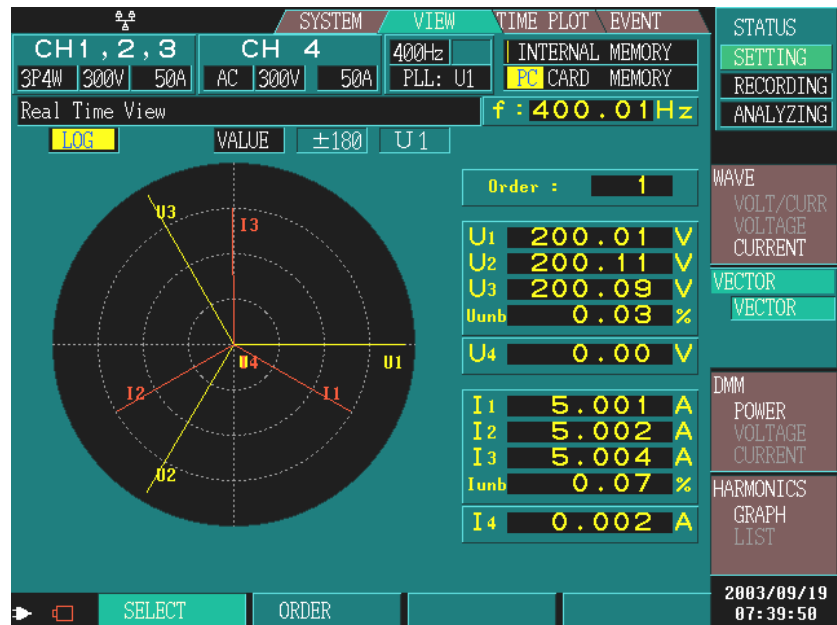 SYSTEM VIEW TIME PLOT EVENT
CH1,2,3 CH 4 400Hz INTERNAL MEMORY
3P4W 300V 50A AC 300V 50A PLL: U1 PC CARD MEMORY
Real Time View f:400.01Hz
LOG VALUE ±180 U1
U3
I3
U4
U1
I2
I1
U2
Order : 1
U1 200.01 V
U2 200.11 V
U3 200.09 V
Uunb 0.03 %
U4 0.00 V
I1 5.001 A
I2 5.002 A
I3 5.004 A
Iunb 0.07 %
I4 0.002 A
STATUS
SETTING
RECORDING
ANALYZING
WAVE
VOLT/CURR
VOLTAGE
CURRENT
VECTOR
VECTOR
DMM
POWER
VOLTAGE
CURRENT
HARMONICS
GRAPH
LIST
SELECT ORDER
2003/09/19
07:39:50